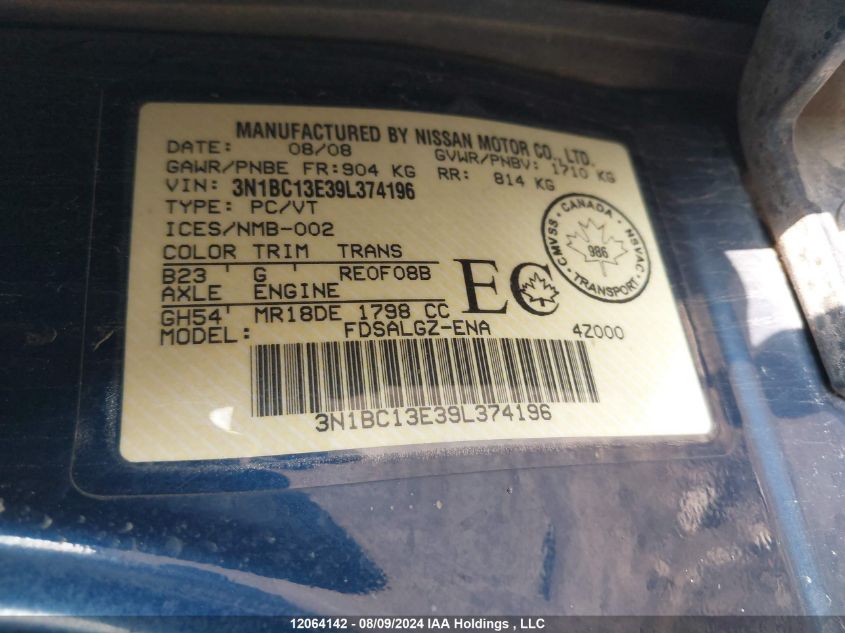 MANUFACTURED BY NISSAN MOTOR CO., LTD.
DATE: 08/08 GVWR/PNBV: 1710 KG
GAWR/PNBE FR:904 KG RR: 814 KG
VIN: 3N1BC13E39L374196
TYPE: PC/VT
ICES/NMB-002
COLOR TRIM TRANS
B23 ' G ' RE0F08B
AXLE ENGINE
GH54' MR18DE 1798 CC
MODEL: FDSALGZ-ENA 4Z000
EC
CANADA
CMVSS NSVAC
986
TRANSPORT
3N1BC13E39L374196
12064142 - 08/09/2024 IAA Holdings , LLC